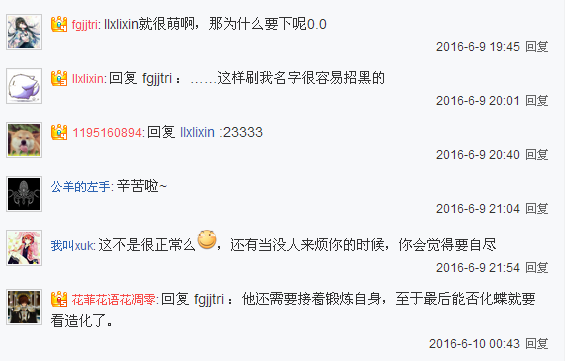 fgjjtri: llxlixin就很萌啊，那为什么要下呢0.0
2016-6-9 19:45 回复
llxlixin: 回复 fgjjtri ：……这样刷我名字很容易招黑的
2016-6-9 20:01 回复
1195160894: 回复 llxlixin :23333
2016-6-9 20:40 回复
公羊的左手: 辛苦啦~
2016-6-9 21:04 回复
我叫xuk: 这不是很正常么，还有当没人来烦你的时候，你会觉得要自尽
2016-6-9 21:54 回复
花菲花语花凋零: 回复 fgjjtri ：他还需要接着锻炼自身，至于最后能否化蝶就要
看造化了。
2016-6-10 00:43 回复